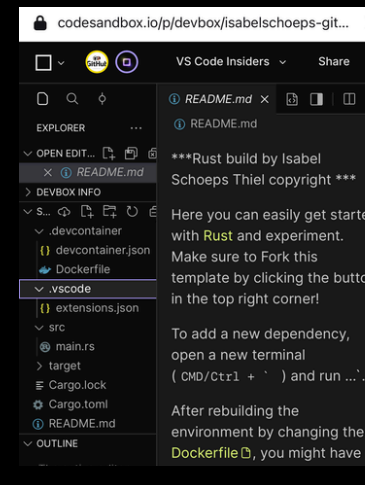 codesandbox.io/p/devbox/isabelschoeps-git...
GitHub
VS Code Insiders
Share
EXPLORER
OPEN EDIT...
README.md
DEVBOX INFO
S...
.devcontainer
devcontainer.json
Dockerfile
.vscode
extensions.json
src
main.rs
target
Cargo.lock
Cargo.toml
README.md
OUTLINE
README.md
README.md
***Rust build by Isabel
Schoeps Thiel copyright ***
Here you can easily get starte
with Rust and experiment.
Make sure to Fork this
template by clicking the butto
in the top right corner!
To add a new dependency,
open a new terminal
( CMD/Ctrl + ` ) and run ...`.
After rebuilding the
environment by changing the
Dockerfile, you might have